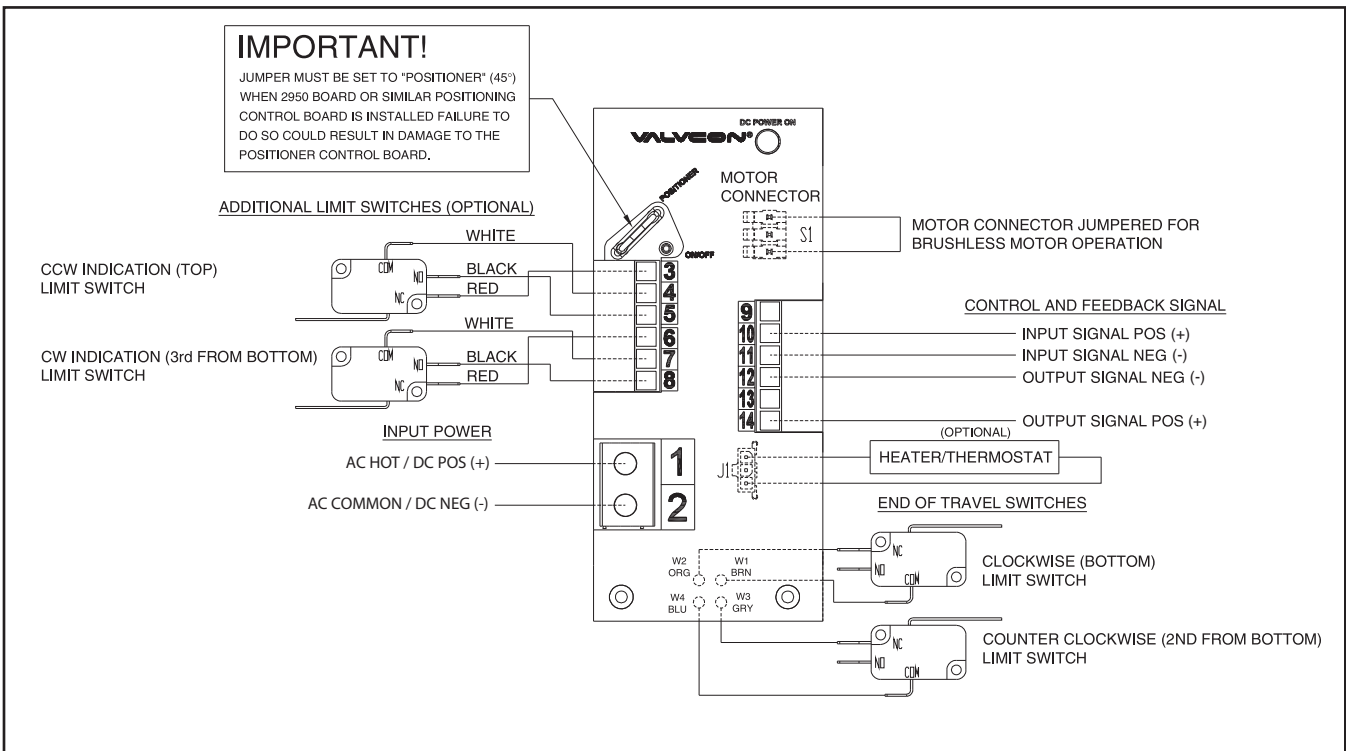 IMPORTANT!
JUMPER MUST BE SET TO "POSITIONER" (45°)
WHEN 2950 BOARD OR SIMILAR POSITIONING
CONTROL BOARD IS INSTALLED FAILURE TO
DO SO COULD RESULT IN DAMAGE TO THE
POSITIONER CONTROL BOARD.
DC POWER ON
VALVCON®
POSITIONER
ON/OFF
MOTOR
CONNECTOR
S1
MOTOR CONNECTOR JUMPERED FOR
BRUSHLESS MOTOR OPERATION
ADDITIONAL LIMIT SWITCHES (OPTIONAL)
CCW INDICATION (TOP)
LIMIT SWITCH
COM
NO
NC
WHITE
BLACK
RED
CW INDICATION (3rd FROM BOTTOM)
LIMIT SWITCH
COM
NO
NC
WHITE
BLACK
RED
3
4
5
6
7
8
9
10
11
12
13
14
CONTROL AND FEEDBACK SIGNAL
INPUT SIGNAL POS (+)
INPUT SIGNAL NEG (-)
OUTPUT SIGNAL NEG (-)
OUTPUT SIGNAL POS (+)
INPUT POWER
AC HOT / DC POS (+)
AC COMMON / DC NEG (-)
1
2
J1
(OPTIONAL)
HEATER/THERMOSTAT
END OF TRAVEL SWITCHES
W2
ORG
W1
BRN
W4
BLU
W3
GRY
NC
NO
COM
CLOCKWISE (BOTTOM)
LIMIT SWITCH
NC
NO
COM
COUNTER CLOCKWISE (2ND FROM BOTTOM)
LIMIT SWITCH